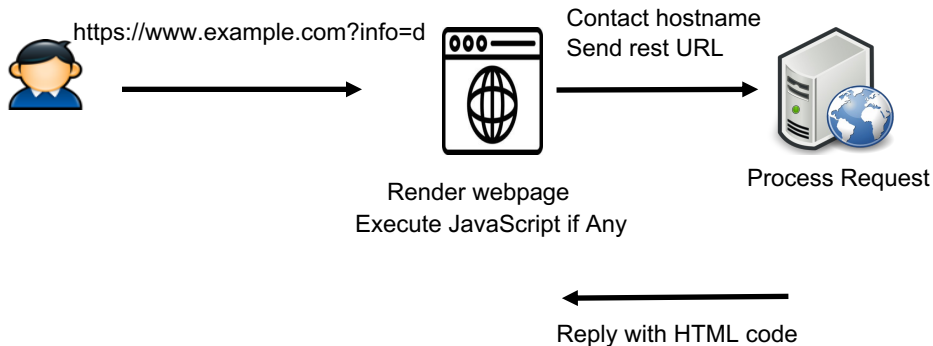 https://www.example.com?info=d
Contact hostname
Send rest URL
Render webpage
Execute JavaScript if Any
Process Request
Reply with HTML code